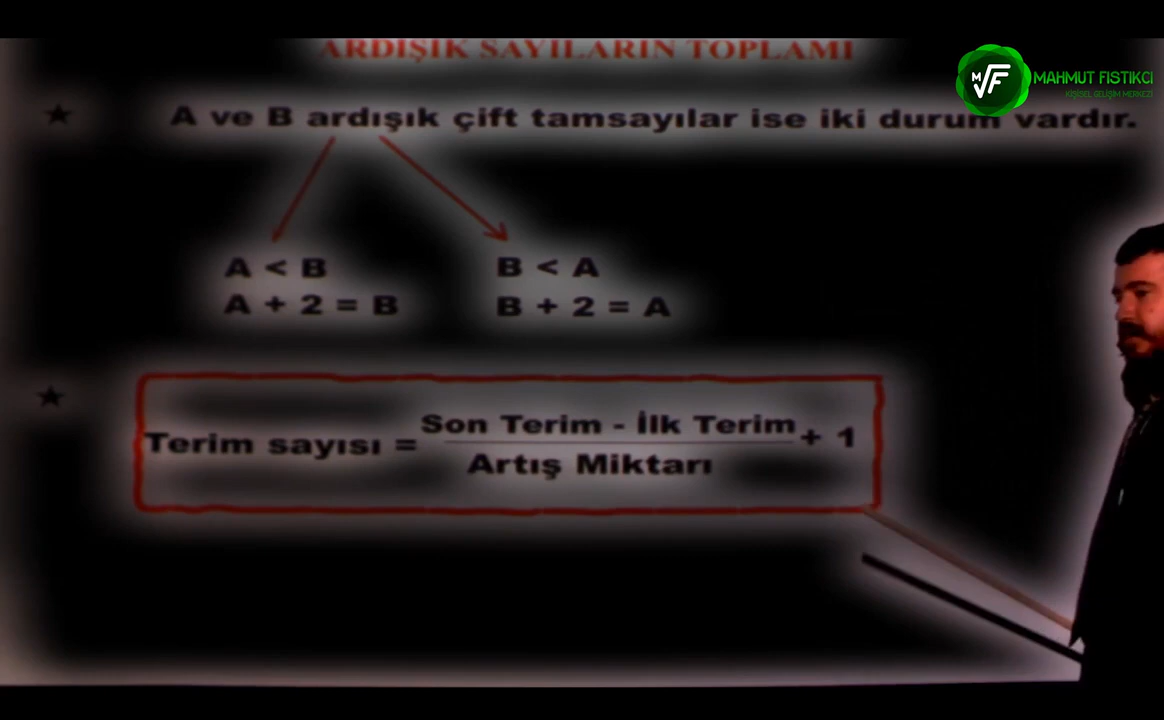 ARDIŞIK SAYILARIN TOPLAMI
MAHMUT FISTIKCI
KİŞİSEL GELİŞİM MERKEZİ
★ A ve B ardışık çift tamsayılar ise iki durum vardır.
A < B
B < A
A + 2 = B
B + 2 = A
★ Terim sayısı = Son Terim - İlk Terim + 1
Artış Miktarı